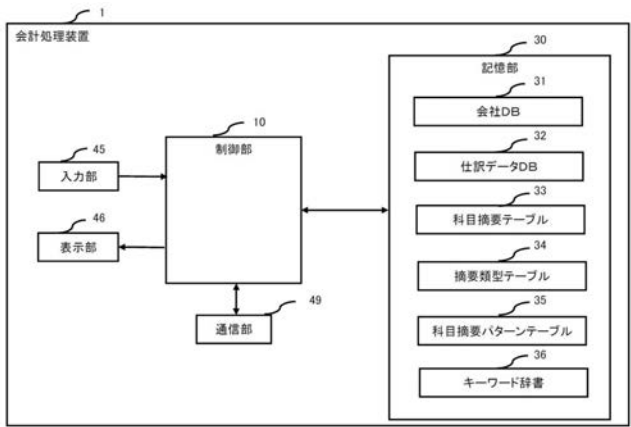 1
会計処理装置
30
記憶部
31
会社DB
10
制御部
32
仕訳データDB
45
入力部
33
科目摘要テーブル
46
表示部
34
摘要類型テーブル
49
通信部
35
科目摘要パターンテーブル
36
キーワード辞書